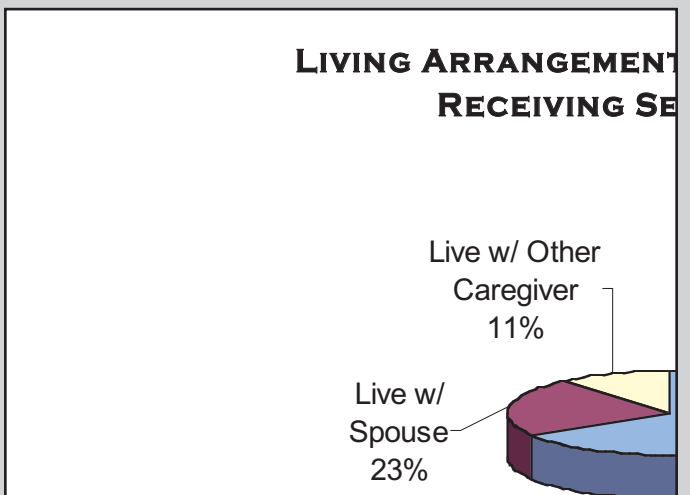 LIVING ARRANGEMENT
RECEIVING SE
Live w/ Other
Caregiver
11%
Live w/
Spouse
23%